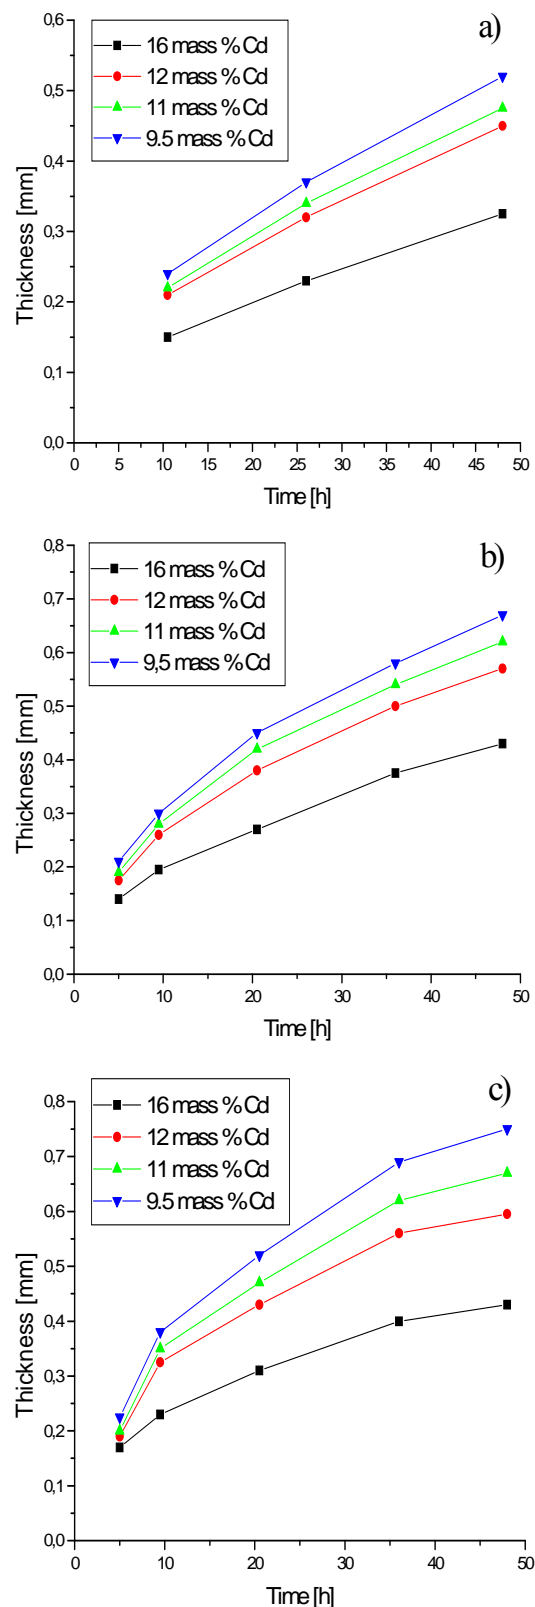 a)
16 mass % Cd
12 mass % Cd
11 mass % Cd
9.5 mass % Cd
0,6
0,5
0,4
0,3
0,2
0,1
0,0
Thickness [mm]
0 5 10 15 20 25 30 35 40 45 50
Time [h]
b)
16 mass % Cd
12 mass % Cd
11 mass % Cd
9,5 mass % Cd
0,8
0,7
0,6
0,5
0,4
0,3
0,2
0,1
0,0
Thickness [mm]
0 10 20 30 40 50
Time [h]
c)
16 mass % Cd
12 mass % Cd
11 mass % Cd
9.5 mass % Cd
0,8
0,7
0,6
0,5
0,4
0,3
0,2
0,1
0,0
Thickness [mm]
0 10 20 30 40 50
Time [h]